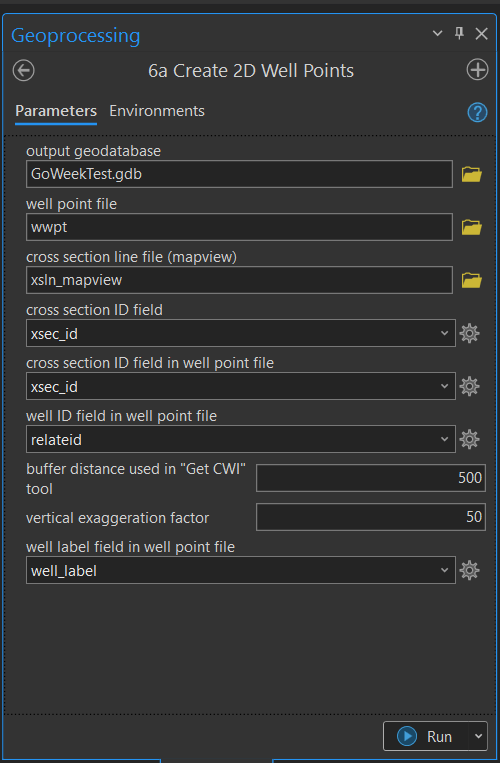 Geoprocessing
6a Create 2D Well Points
Parameters Environments
?
output geodatabase
GoWeekTest.gdb
well point file
wwpt
cross section line file (mapview)
xsln_mapview
cross section ID field
xsec_id
cross section ID field in well point file
xsec_id
well ID field in well point file
relateid
buffer distance used in "Get CWI"
tool
500
vertical exaggeration factor
50
well label field in well point file
well_label
Run